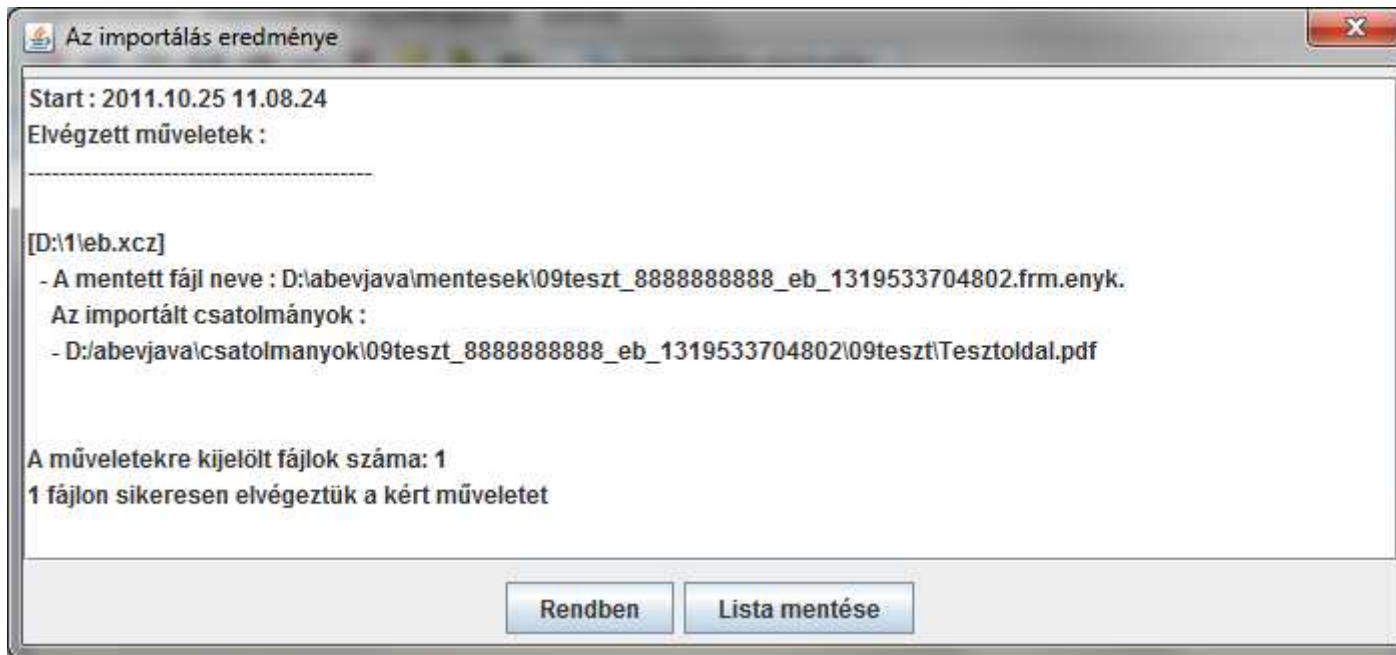 Az importálás eredménye
Start : 2011.10.25 11.08.24
Elvégzett műveletek :
-------------------------------------------
[D:\1\eb.xcz]
- A mentett fájl neve : D:\abevjava\mentesek\09teszt_8888888888_eb_1319533704802.frm.enyk.
Az importált csatolmányok :
- D:/abevjava\csatolmanyok\09teszt_8888888888_eb_1319533704802\09teszt\Tesztoldal.pdf
A műveletekre kijelölt fájlok száma: 1
1 fájlon sikeresen elvégeztük a kért műveletet
Rendben
Lista mentése